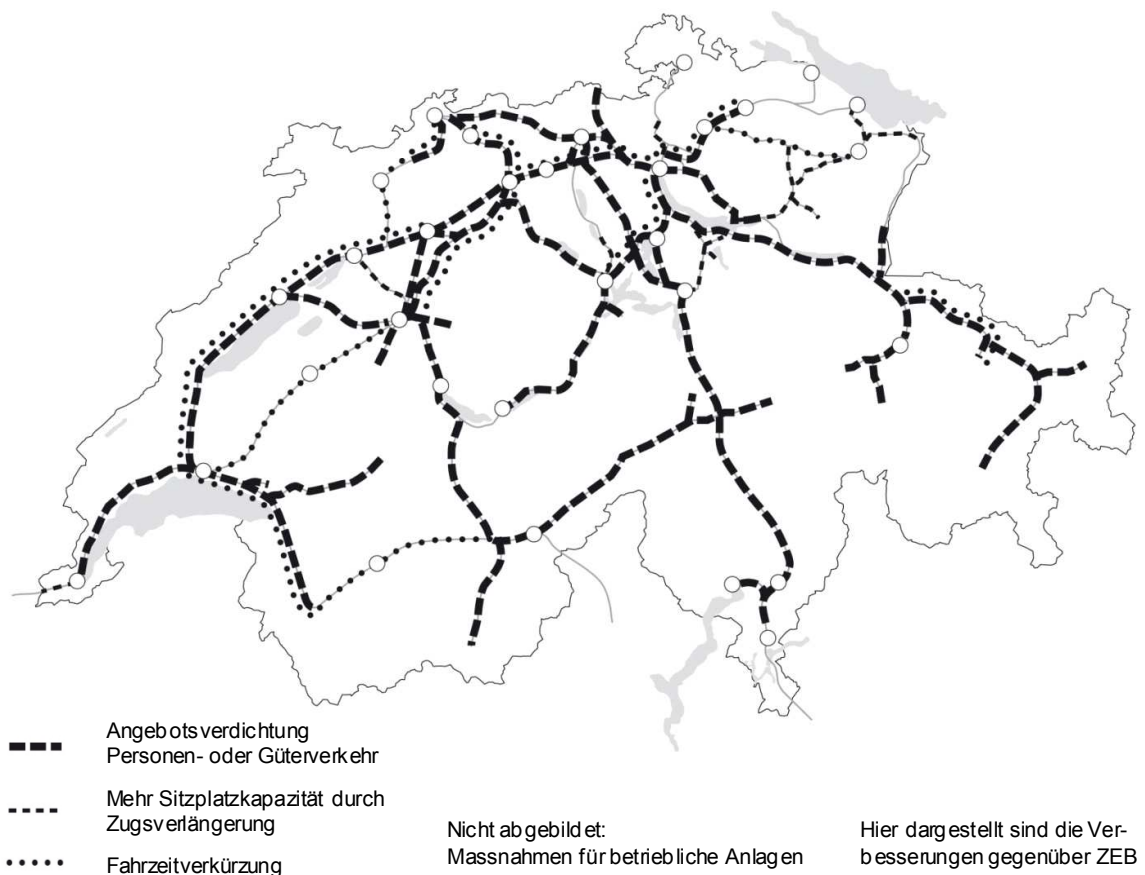 Angebotsverdichtung
Personen- oder Güterverkehr
Mehr Sitzplatzkapazität durch
Zugsverlängerung
Fahrzeitverkürzung
Nicht abgebildet:
Massnahmen für betriebliche Anlagen
Hier dargestellt sind die Ver-
besserungen gegenüber ZEB